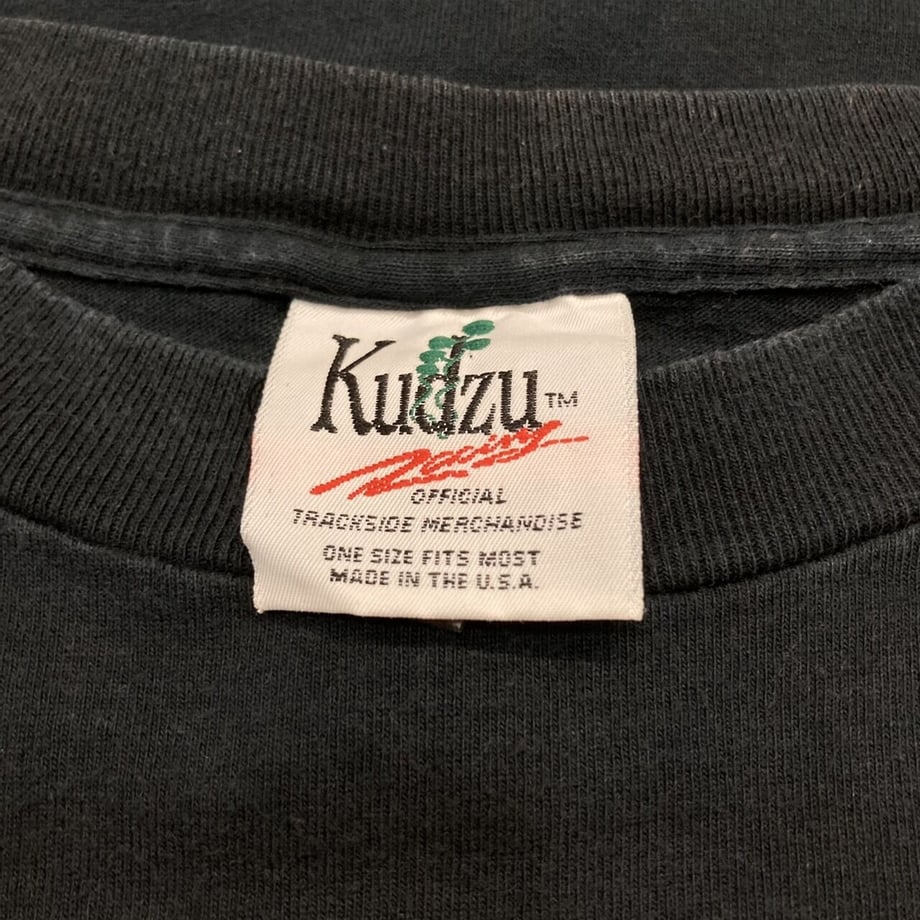 Kudzu™
Racing
OFFICIAL
TRACKSIDE MERCHANDISE
ONE SIZE FITS MOST
MADE IN THE U.S.A.